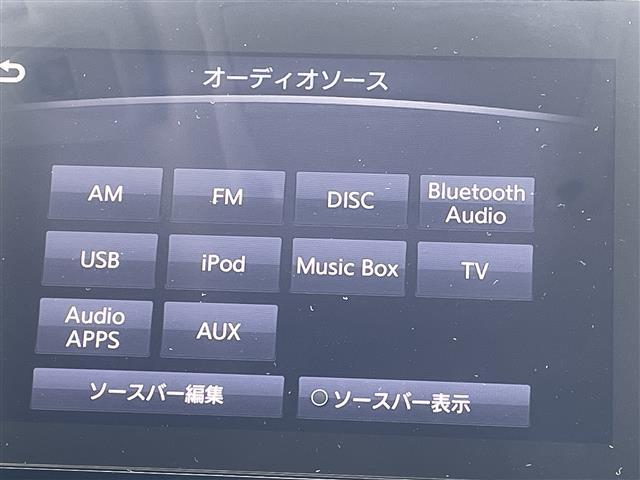 オーディオソース
AM
FM
DISC
Bluetooth
Audio
USB
iPod
Music Box
TV
Audio
APPS
AUX
ソースバー編集
ソースバー表示